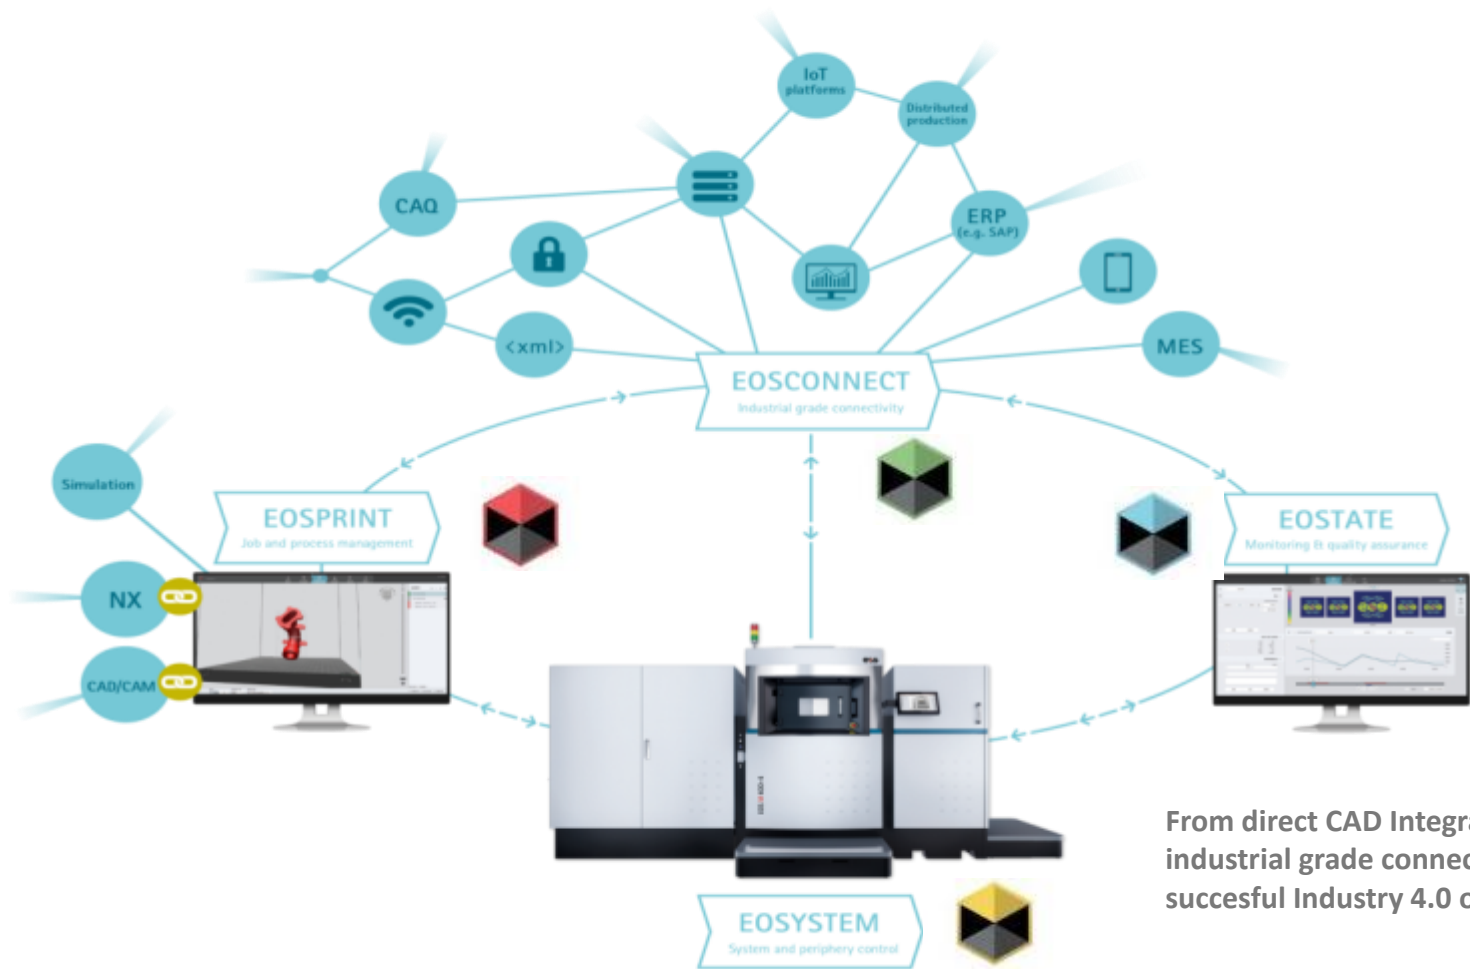 IoT
platforms
Distributed
production
CAQ
ERP
(e.g. SAP)
<xml>
MES
EOSCONNECT
Industrial grade connectivity
Simulation
EOSPRINT
Job and process management
EOSTATE
Monitoring & quality assurance
NX
CAD/CAM
From direct CAD Integra
industrial grade connec
succesful Industry 4.0 o
EOSYSTEM
System and periphery control